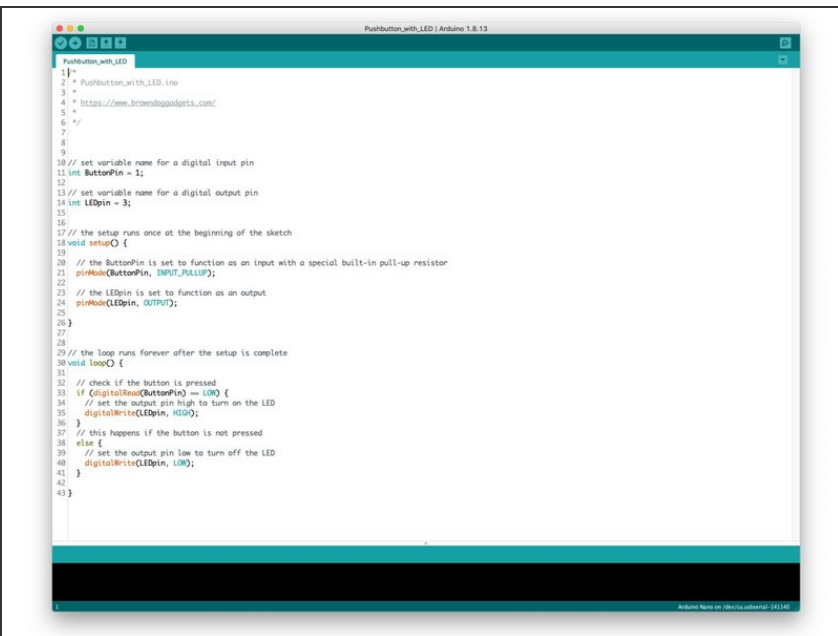 Pushbutton_with_LED | Arduino 1.8.13
Pushbutton_with_LED
1 /*
2 * Pushbutton_with_LED.ino
3 *
4 * https://www.browndoggadgets.com/
5 *
6 */
7
8
9
10 // set variable name for a digital input pin
11 int ButtonPin = 1;
12
13 // set variable name for a digital output pin
14 int LEDpin = 3;
15
16
17 // the setup runs once at the beginning of the sketch
18 void setup() {
19
20 // the ButtonPin is set to function as an input with a special built-in pull-up resistor
21 pinMode(ButtonPin, INPUT_PULLUP);
22
23 // the LEDpin is set to function as an output
24 pinMode(LEDpin, OUTPUT);
25
26 }
27
28
29 // the loop runs forever after the setup is complete
30 void loop() {
31
32 // check if the button is pressed
33 if (digitalRead(ButtonPin) == LOW) {
34 // set the output pin high to turn on the LED
35 digitalWrite(LEDpin, HIGH);
36 }
37 // this happens if the button is not pressed
38 else {
39 // set the output pin low to turn off the LED
40 digitalWrite(LEDpin, LOW);
41 }
42
43 }
1
Arduino Nano on /dev/cu.usbserial-141140